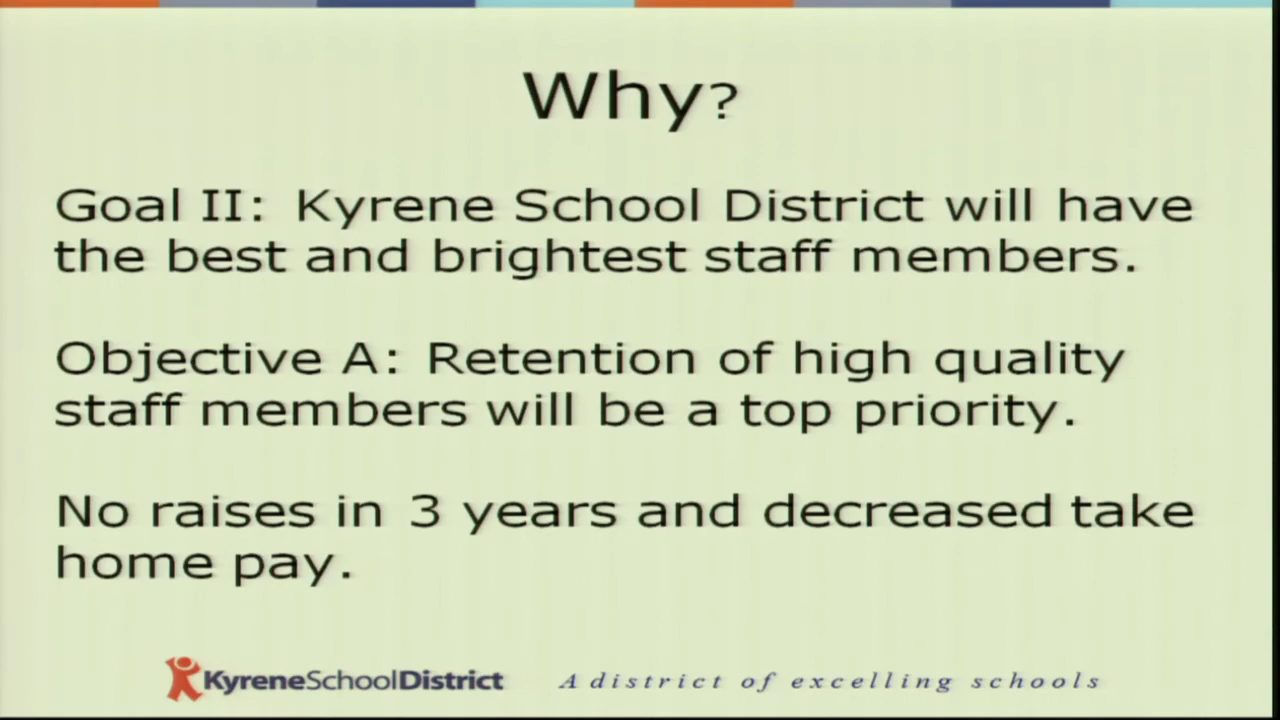 Why?
Goal II: Kyrene School District will have
the best and brightest staff members.
Objective A: Retention of high quality
staff members will be a top priority.
No raises in 3 years and decreased take
home pay.
KyreneSchoolDistrict A district of excelling schools